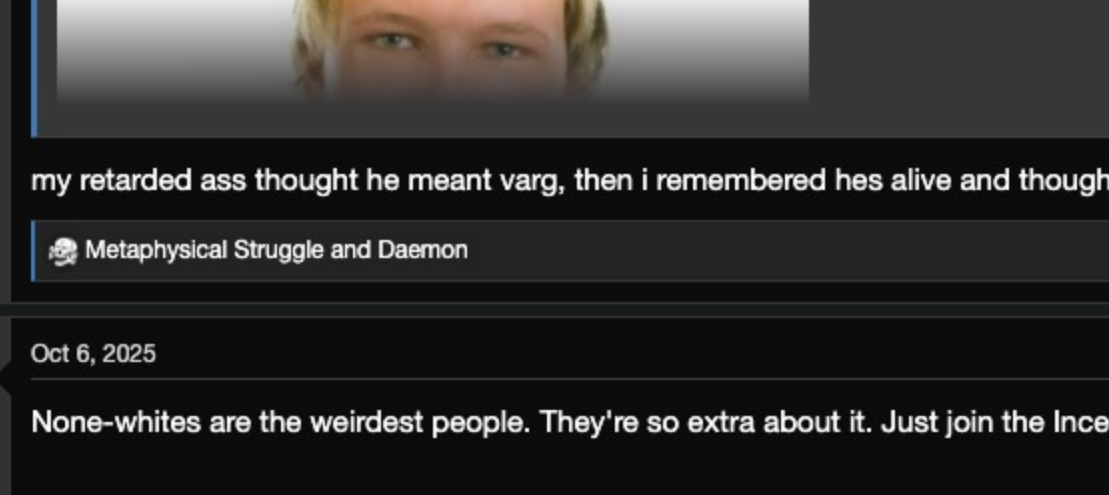 my retarded ass thought he meant varg, then i remembered hes alive and though
Metaphysical Struggle and Daemon
Oct 6, 2025
None-whites are the weirdest people. They're so extra about it. Just join the Ince